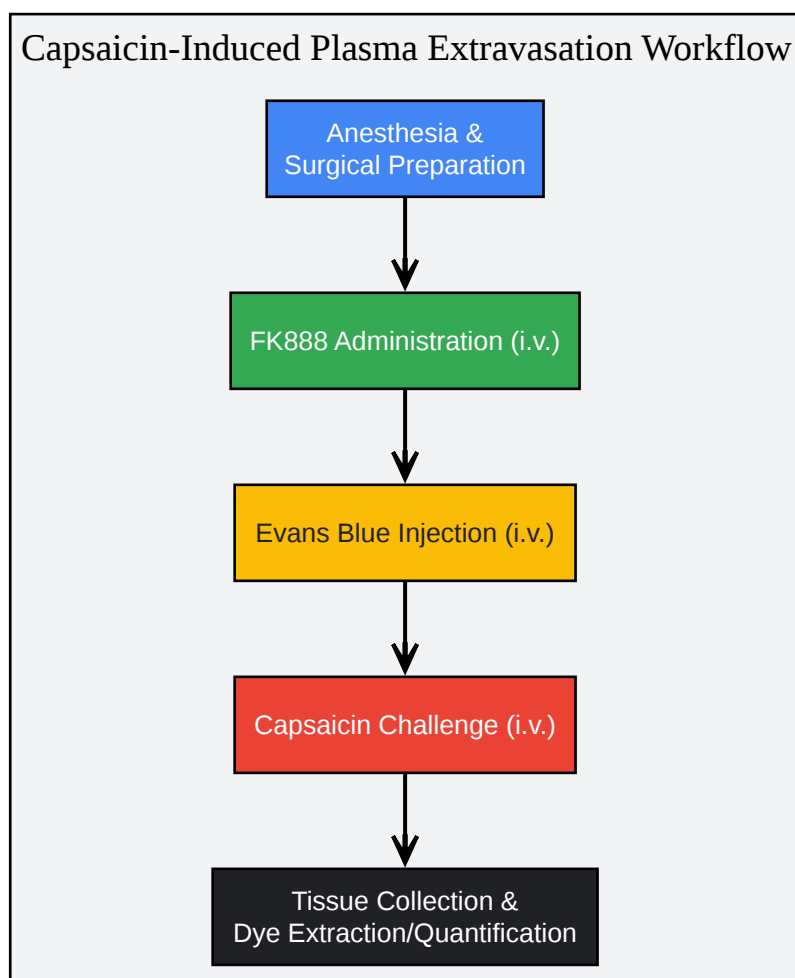 Capsaicin-Induced Plasma Extravasation Workflow
Anesthesia &
Surgical Preparation
FK888 Administration (i.v.)
Evans Blue Injection (i.v.)
Capsaicin Challenge (i.v.)
Tissue Collection &
Dye Extraction/Quantification